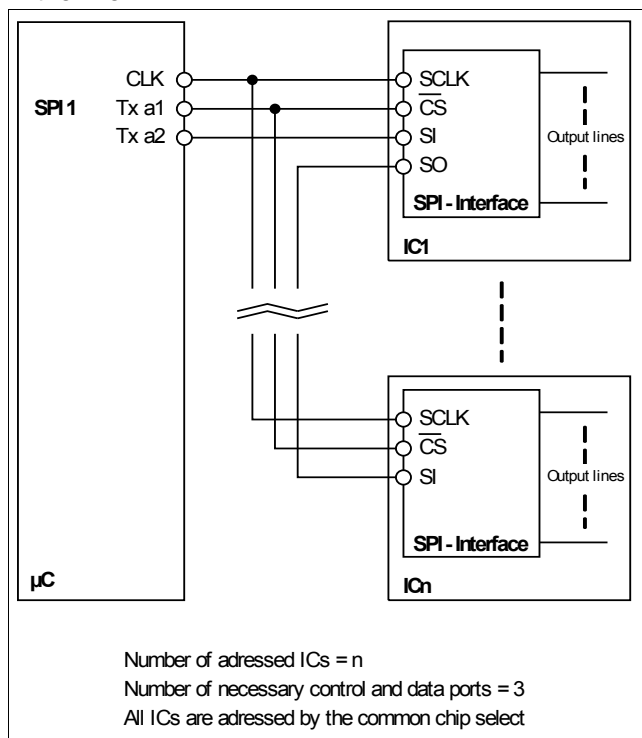 CLK
SPI 1
Tx a1
Tx a2
µC
SCLK
CS
SI
SO
SPI - Interface
Output lines
IC1
SCLK
CS
SI
SPI - Interface
Output lines
ICn
Number of adressed ICs = n
Number of necessary control and data ports = 3
All ICs are adressed by the common chip select